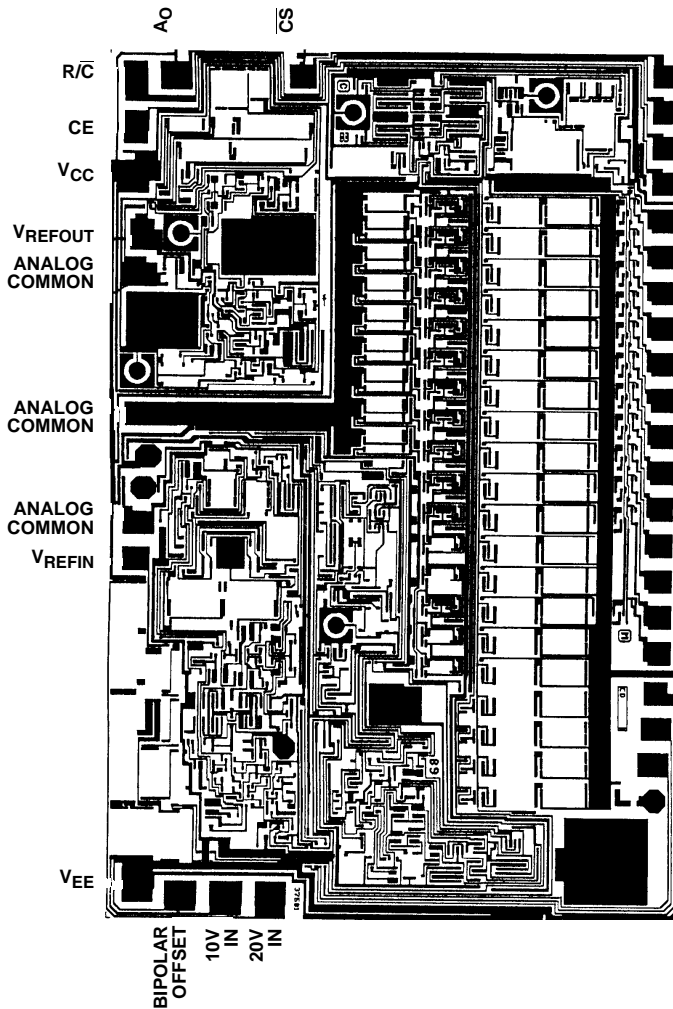 A0
CS
R/C
CE
VCC
VREFOUT
ANALOG
COMMON
ANALOG
COMMON
ANALOG
COMMON
VREFIN
VEE
BIPOLAR
OFFSET
10V
IN
20V
IN